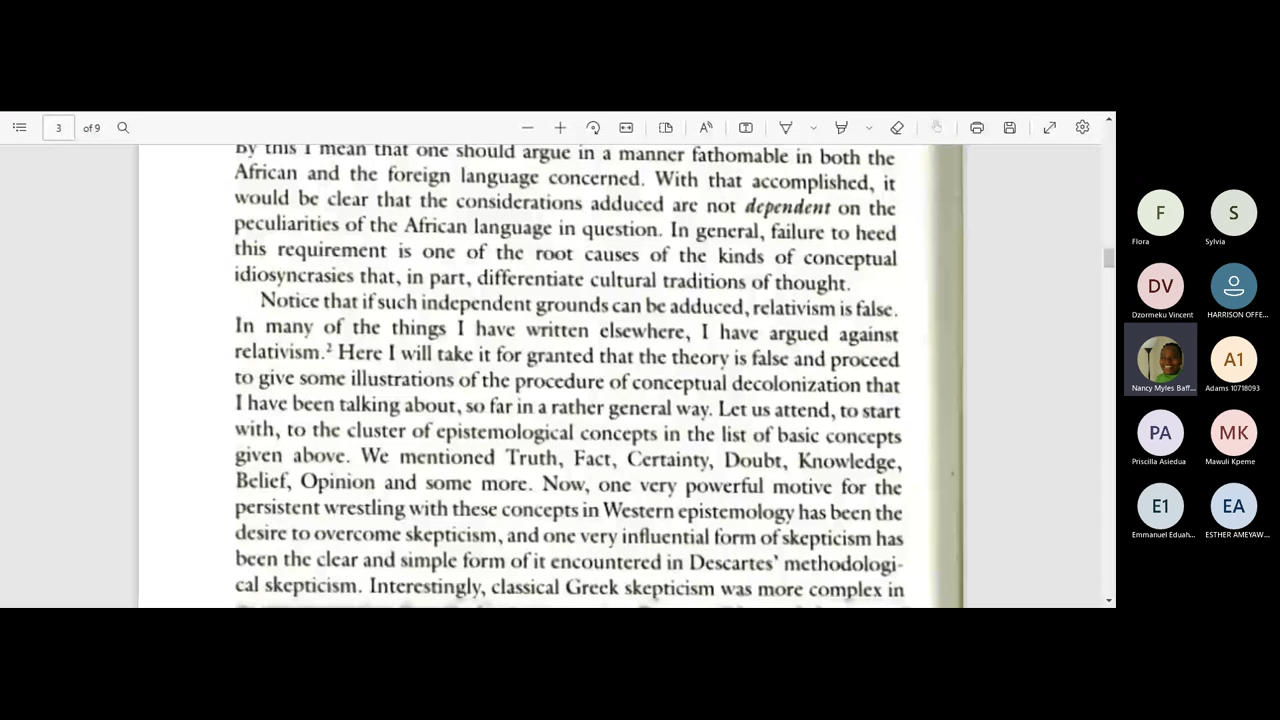 3
of 9
By this I mean that one should argue in a manner fathomable in both the
African and the foreign language concerned. With that accomplished, it
would be clear that the considerations adduced are not dependent on the
peculiarities of the African language in question. In general, failure to heed
this requirement is one of the root causes of the kinds of conceptual
idiosyncrasies that, in part, differentiate cultural traditions of thought.
Notice that if such independent grounds can be adduced, relativism is false.
In many of the things I have written elsewhere, I have argued against
relativism.² Here I will take it for granted that the theory is false and proceed
to give some illustrations of the procedure of conceptual decolonization that
I have been talking about, so far in a rather general way. Let us attend, to start
with, to the cluster of epistemological concepts in the list of basic concepts
given above. We mentioned Truth, Fact, Certainty, Doubt, Knowledge,
Belief, Opinion and some more. Now, one very powerful motive for the
persistent wrestling with these concepts in Western epistemology has been the
desire to overcome skepticism, and one very influential form of skepticism has
been the clear and simple form of it encountered in Descartes’ methodologi-
cal skepticism. Interestingly, classical Greek skepticism was more complex in
F
S
Flora
Sylvia
DV
Dzormeku Vincent
HARRISON OFFE...
A1
Nancy Myles Baff...
Adams 10718093
PA
MK
Priscilla Asiedua
Mawuli Kpeme
E1
EA
Emmanuel Eduah...
ESTHER AMEYAW...